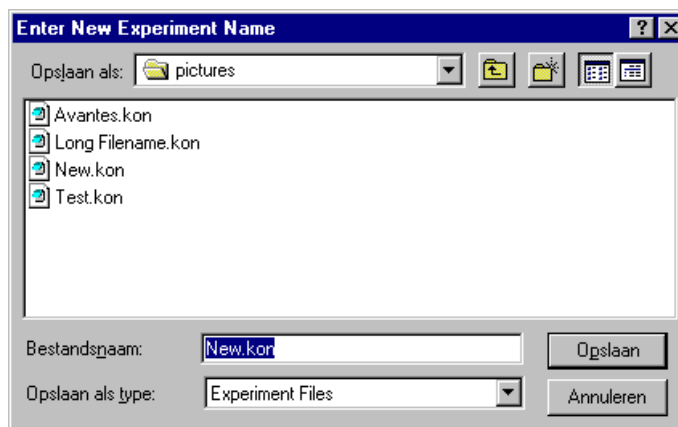 Enter New Experiment Name
Opslaan als: pictures
Avantes.kon
Long Filename.kon
New.kon
Test.kon
Bestandsnaam: New.kon Opslaan
Opslaan als type: Experiment Files Annuleren